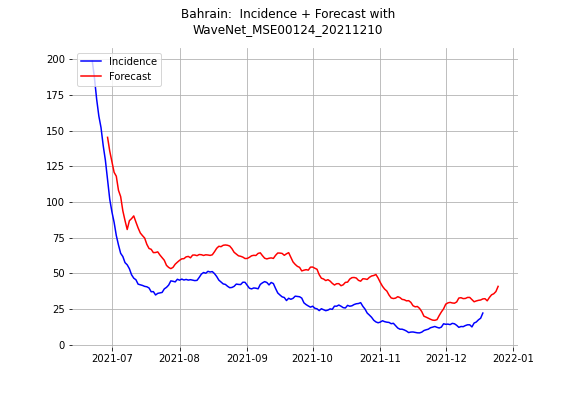 Bahrain:  Incidence + Forecast with
WaveNet_MSE00124_20211210
Incidence
Forecast
200
175
150
125
100
75
50
25
0
2021-07 2021-08 2021-09 2021-10 2021-11 2021-12 2022-01